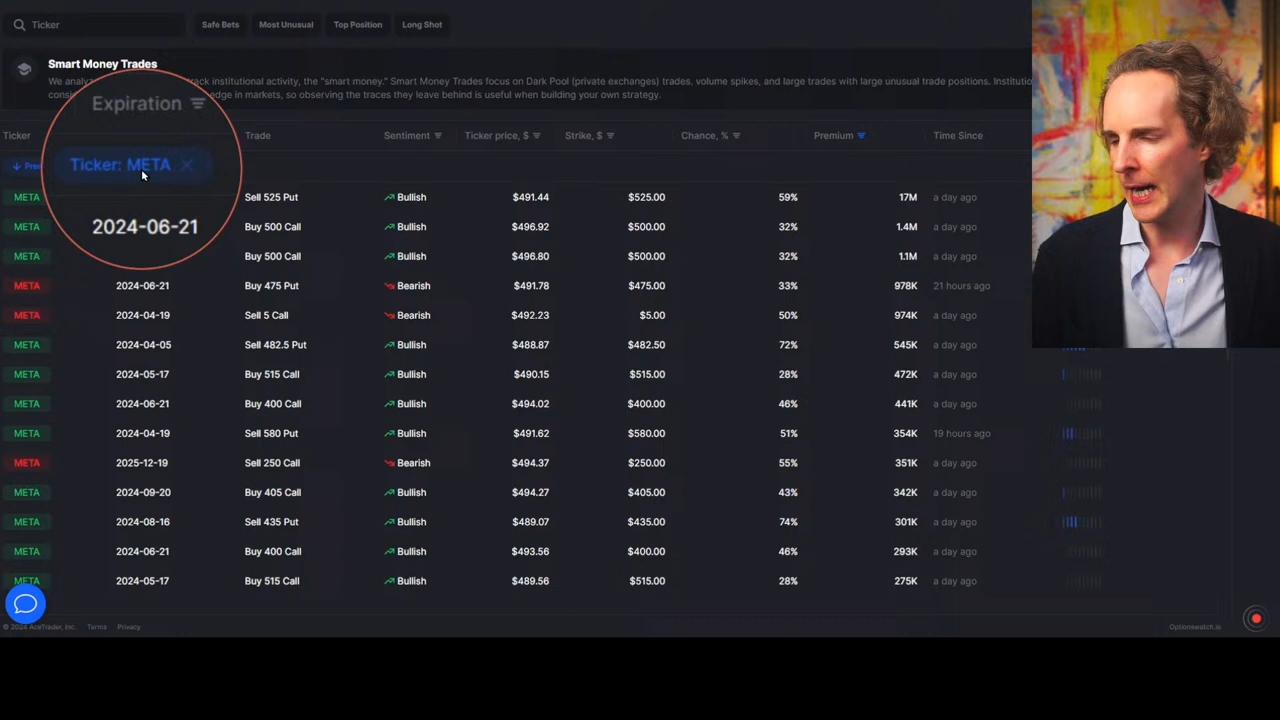 Ticker Safe Bets Most Unusual Top Position Long Shot
Smart Money Trades
We analyz track institutional activity, the "smart money." Smart Money Trades focus on Dark Pool (private exchanges) trades, volume spikes, and large trades with large unusual trade positions.
edge in markets, so observing the traces they leave behind is useful when building your own strategy.
Expiration
Ticker Trade Sentiment Ticker price, $ Strike, $ Chance, % Premium Time Since
Ticker: META
META Sell 525 Put Bullish $491.44 $525.00 59% 17M a day ago
META 2024-06-21 Buy 500 Call Bullish $496.92 $500.00 32% 1.4M a day ago
META Buy 500 Call Bullish $496.80 $500.00 32% 1.1M a day ago
META 2024-06-21 Buy 475 Put Bearish $491.78 $475.00 33% 978K 21 hours ago
META 2024-04-19 Sell 5 Call Bearish $492.23 $5.00 50% 974K a day ago
META 2024-04-05 Sell 482.5 Put Bullish $488.87 $482.50 72% 545K a day ago
META 2024-05-17 Buy 515 Call Bullish $490.15 $515.00 28% 472K a day ago
META 2024-06-21 Buy 400 Call Bullish $494.02 $400.00 46% 441K a day ago
META 2024-04-19 Sell 580 Put Bullish $491.62 $580.00 51% 354K 19 hours ago
META 2025-12-19 Sell 250 Call Bearish $494.37 $250.00 55% 351K a day ago
META 2024-09-20 Buy 405 Call Bullish $494.27 $405.00 43% 342K a day ago
META 2024-08-16 Sell 435 Put Bullish $489.07 $435.00 74% 301K a day ago
META 2024-06-21 Buy 400 Call Bullish $493.56 $400.00 46% 293K a day ago
META 2024-05-17 Buy 515 Call Bullish $489.56 $515.00 28% 275K a day ago
© 2024 AceTrader, Inc. Terms Privacy Optionswatch.io